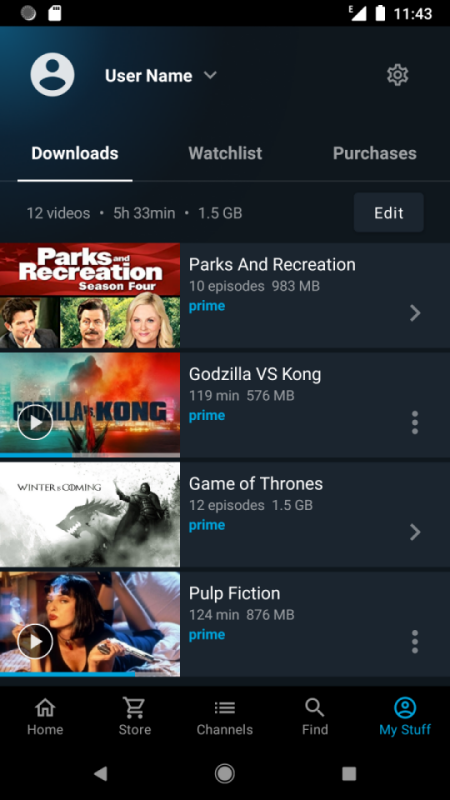 E 11:43
User Name
Downloads Watchlist Purchases
12 videos • 5h 33min • 1.5 GB
Edit
Parks and
Recreation
Season Four
Parks And Recreation
10 episodes 983 MB
prime
GODZILLA VS. KONG
Godzilla VS Kong
119 min 576 MB
prime
WINTER IS COMING
Game of Thrones
12 episodes 1.5 GB
prime
Pulp Fiction
124 min 876 MB
prime
Home Store Channels Find My Stuff